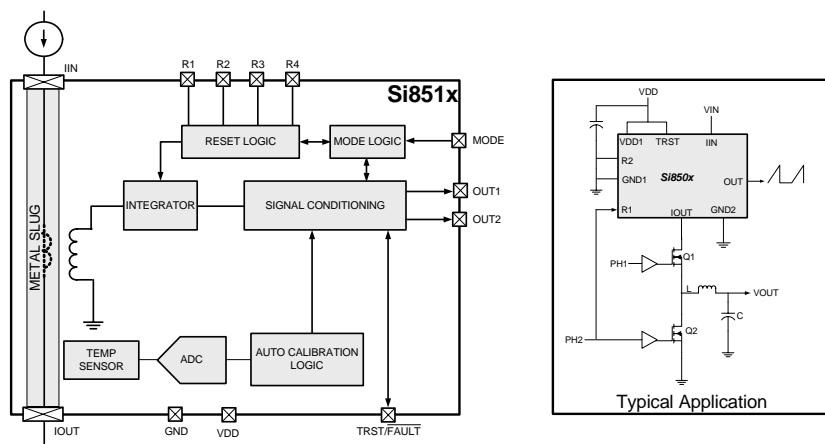 IIN
R1
R2
R3
R4
Si851x
RESET LOGIC
MODE LOGIC
MODE
METAL SLUG
INTEGRATOR
SIGNAL CONDITIONING
OUT1
OUT2
TEMP
SENSOR
ADC
AUTO CALIBRATION
LOGIC
IOUT
GND
VDD
TRST/FAULT
VDD
VIN
VDD1
TRST
IIN
R2
GND1
Si850x
OUT
R1
IOUT
GND2
PH1
Q1
L
VOUT
C
PH2
Q2
Typical Application